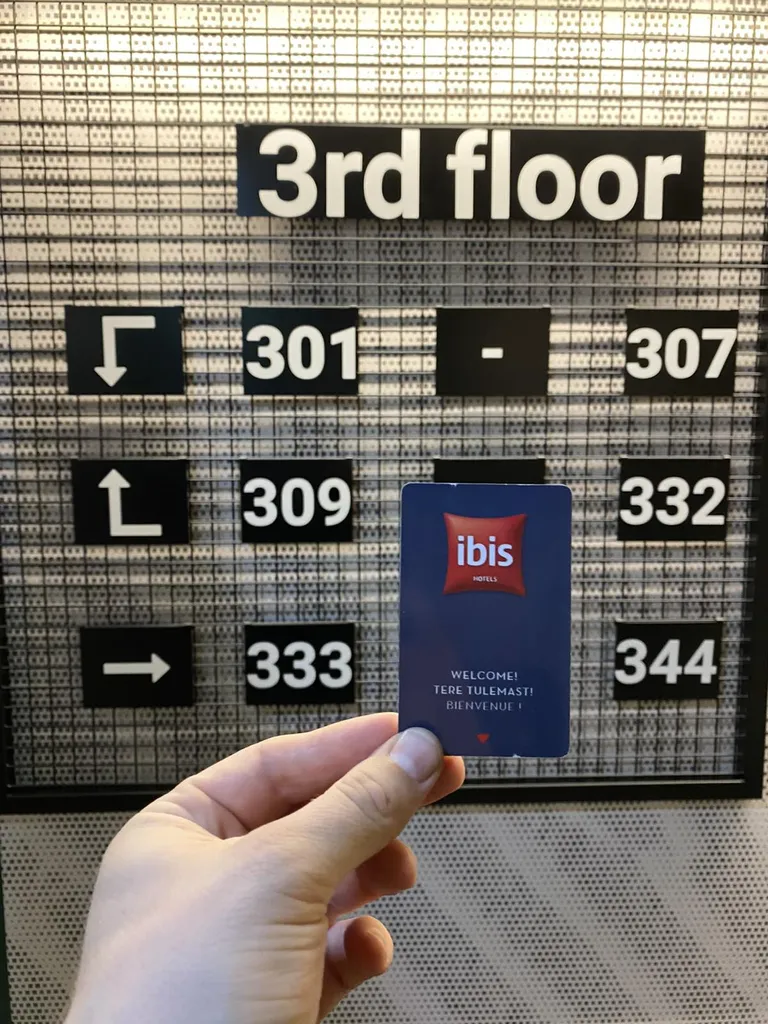 3rd floor
301 - 307
309 332
333 344
ibis
HOTELS
WELCOME!
TERE TULEMAST!
BIENVENUE !